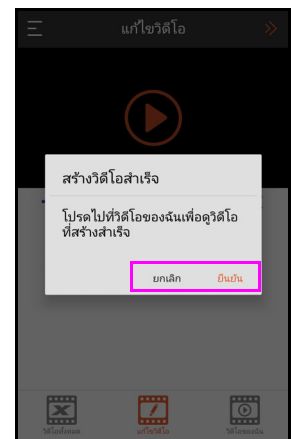 แก้ไขวิดีโอ
สร้างวิดีโอสำเร็จ
โปรดไปที่วิดีโอของฉันเพื่อดูวิดีโอ
ที่สร้างสำเร็จ
ยกเลิก
ยืนยัน
วิดีโอทั้งหมด
แก้ไขวิดีโอ
วิดีโอของฉัน